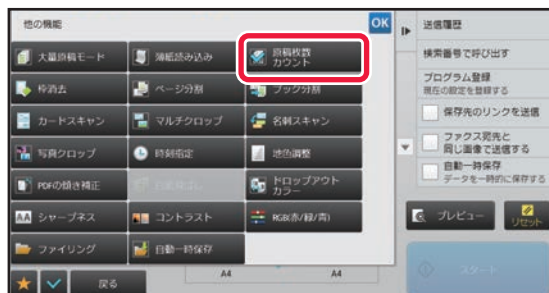 他の機能
OK
大量原稿モード
薄紙読み込み
原稿枚数
カウント
枠消去
ページ分割
ブック分割
カードスキャン
マルチクロップ
名刺スキャン
写真クロップ
時刻指定
地色調整
PDFの傾き補正
ドロップアウト
カラー
シャープネス
コントラスト
RGB(赤/緑/青)
ファイリング
自動一時保存
戻る
A4
A4
送信履歴
検索番号で呼び出す
プログラム登録
現在の設定を登録する
保存先のリンクを送信
ファクス宛先と
同じ画像で送信する
自動一時保存
データを一時的に保存する
プレビュー
リセット
スタート